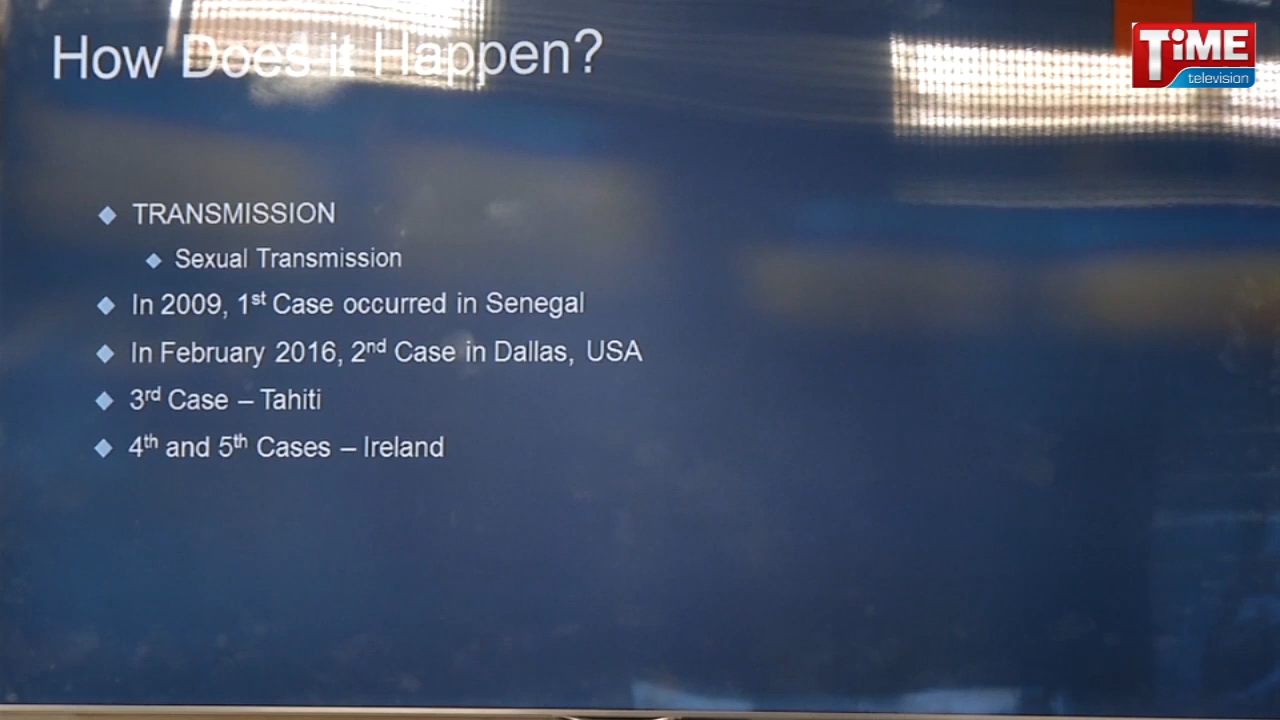 How Does it Happen?
TiME
television
TRANSMISSION
Sexual Transmission
In 2009, 1st Case occurred in Senegal
In February 2016, 2nd Case in Dallas, USA
3rd Case – Tahiti
4th and 5th Cases – Ireland